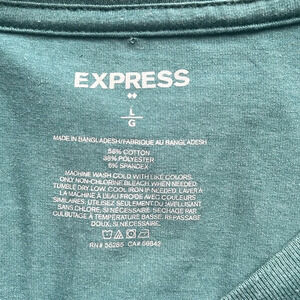 EXPRESS
L
G
MADE IN BANGLADESH/FABRIQUE AU BANGLADESH
56% COTTON
38% POLYESTER
6% SPANDEX
MACHINE WASH COLD WITH LIKE COLORS.
ONLY NON-CHLORINE BLEACH WHEN NEEDED.
TUMBLE DRY LOW. COOL IRON IF NEEDED. LAVER À
LA MACHINE À L'EAU FROIDE AVEC COULEURS
SIMILAIRES. UTILISEZ SEULEMENT DU JAVELLISANT
SANS CHLORE, SI NÉCESSAIRE. SÉCHAGE PAR
CULBUTAGE À TEMPÉRATURE BASSE. REPASSAGE
DOUX, SI NÉCESSAIRE.
RN# 55285 CA#